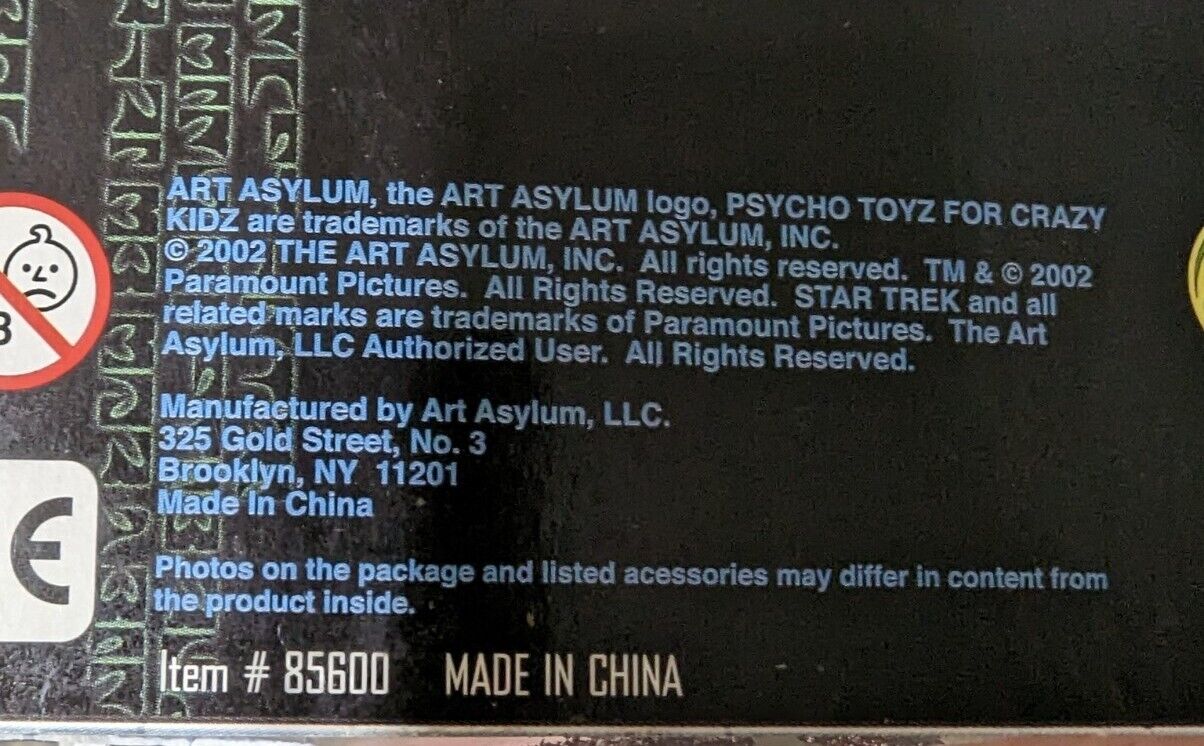 ART ASYLUM, the ART ASYLUM logo, PSYCHO TOYZ FOR CRAZY
KIDZ are trademarks of the ART ASYLUM, INC.
© 2002 THE ART ASYLUM, INC. All rights reserved. TM & © 2002
Paramount Pictures. All Rights Reserved. STAR TREK and all
related marks are trademarks of Paramount Pictures. The Art
Asylum, LLC Authorized User. All Rights Reserved.
Manufactured by Art Asylum, LLC.
325 Gold Street, No. 3
Brooklyn, NY 11201
Made In China
Photos on the package and listed acessories may differ in content from
the product inside.
Item # 85600 MADE IN CHINA
3
CE